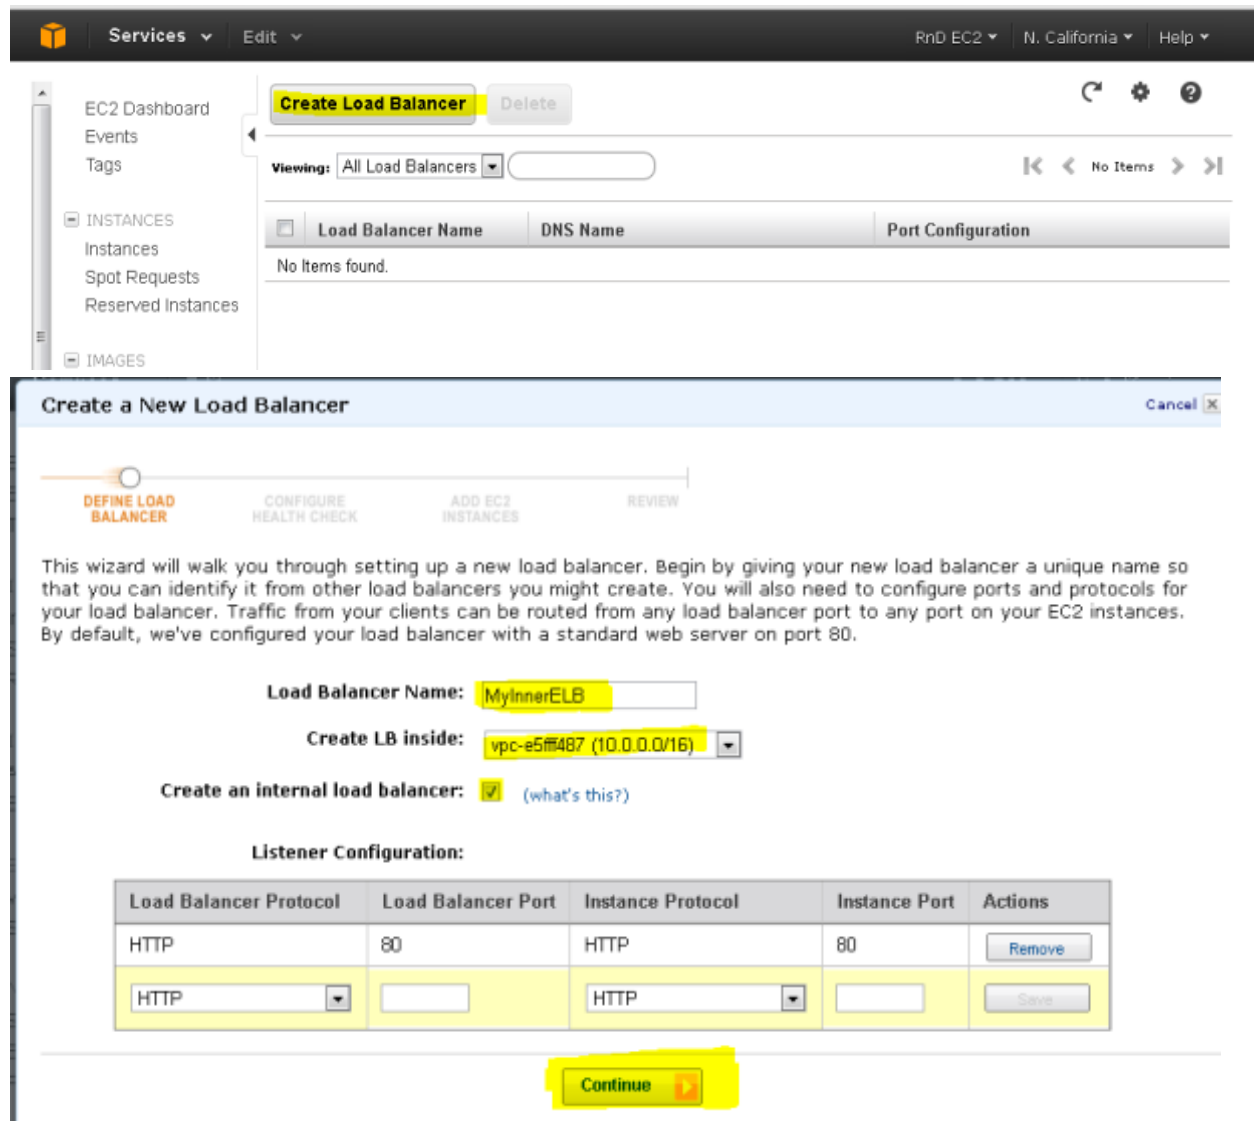 Services Edit RnD EC2 N. California Help
EC2 Dashboard
Events
Tags
INSTANCES
Instances
Spot Requests
Reserved Instances
IMAGES
Create Load Balancer Delete
Viewing: All Load Balancers No Items
Load Balancer Name DNS Name Port Configuration
No Items found.
Create a New Load Balancer Cancel
DEFINE LOAD BALANCER
CONFIGURE HEALTH CHECK
ADD EC2 INSTANCES
REVIEW
This wizard will walk you through setting up a new load balancer. Begin by giving your new load balancer a unique name so
that you can identify it from other load balancers you might create. You will also need to configure ports and protocols for
your load balancer. Traffic from your clients can be routed from any load balancer port to any port on your EC2 instances.
By default, we've configured your load balancer with a standard web server on port 80.
Load Balancer Name: MyInnerELB
Create LB inside: vpc-e5fff487 (10.0.0.0/16)
Create an internal load balancer: (what's this?)
Listener Configuration:
Load Balancer Protocol Load Balancer Port Instance Protocol Instance Port Actions
HTTP 80 HTTP 80 Remove
HTTP HTTP Save
Continue